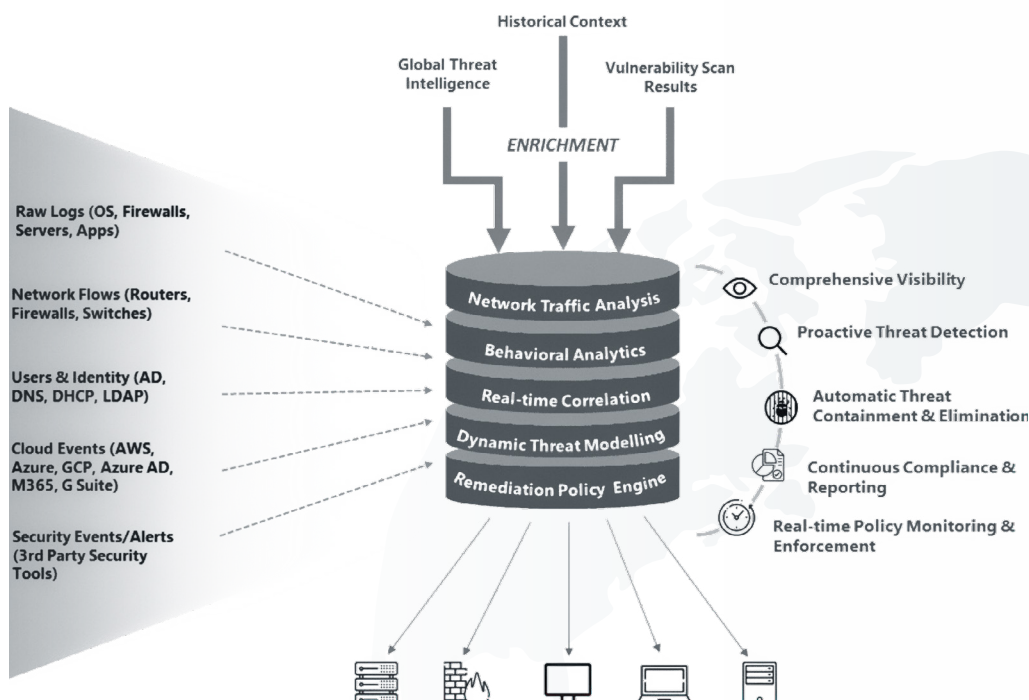 Historical Context
Global Threat
Intelligence
Vulnerability Scan
Results
ENRICHMENT
Raw Logs (OS, Firewalls,
Servers, Apps)
Network Flows (Routers,
Firewalls, Switches)
Users & Identity (AD,
DNS, DHCP, LDAP)
Cloud Events (AWS,
Azure, GCP, Azure AD,
M365, G Suite)
Security Events/Alerts
(3rd Party Security
Tools)
Network Traffic Analysis
Behavioral Analytics
Real-time Correlation
Dynamic Threat Modelling
Remediation Policy Engine
Comprehensive Visibility
Proactive Threat Detection
Automatic Threat
Containment & Elimination
Continuous Compliance &
Reporting
Real-time Policy Monitoring &
Enforcement